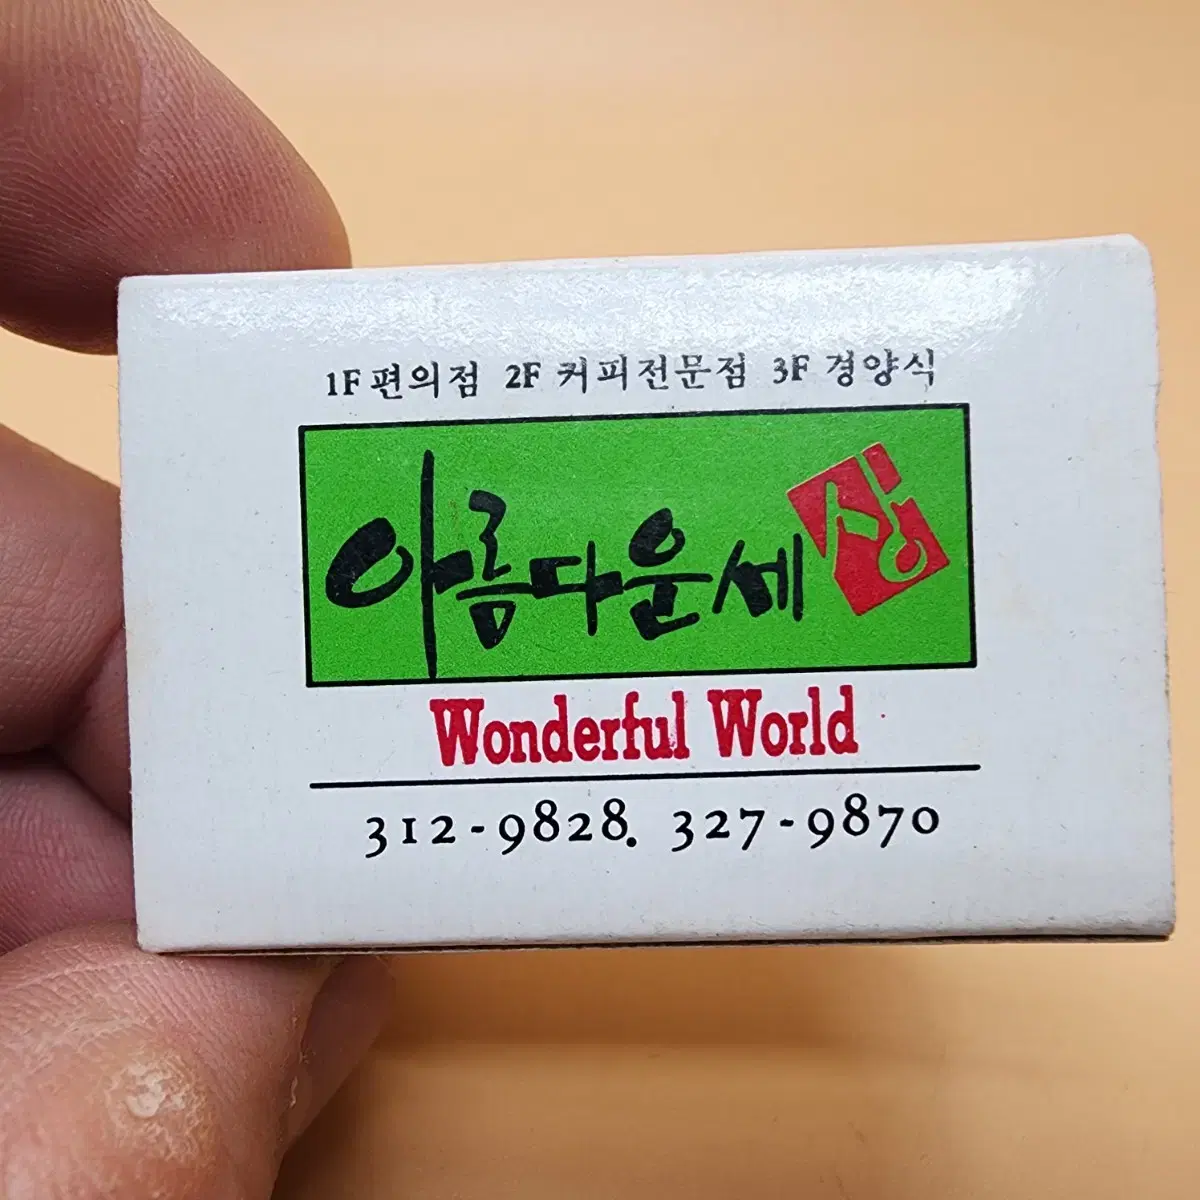 1F 편의점 2F 커피전문점 3F 경양식
아름다운세상
Wonderful World
312-9828. 327-9870